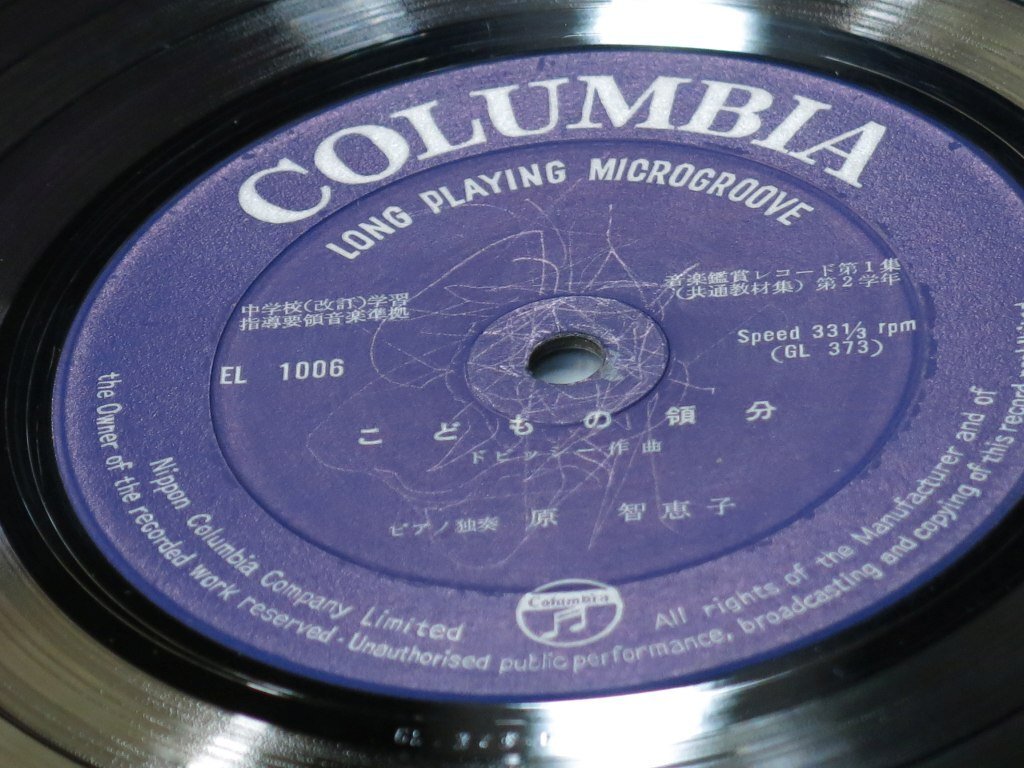 COLUMBIA
LONG PLAYING MICROGROOVE
中学校(改訂)学習
指導要領音楽準拠
音楽鑑賞レコード第1集
(共通教材集) 第2学年
EL 1006
Speed 33 1/3 rpm
(GL 373)
こどもの領分
ドビッシー作曲
ピアノ独奏 原 智恵子
Columbia
Nippon Columbia Company Limited
All rights of the Manufacturer and of
the Owner of the recorded work reserved · Unauthorised public performance, broadcasting and copying of this record